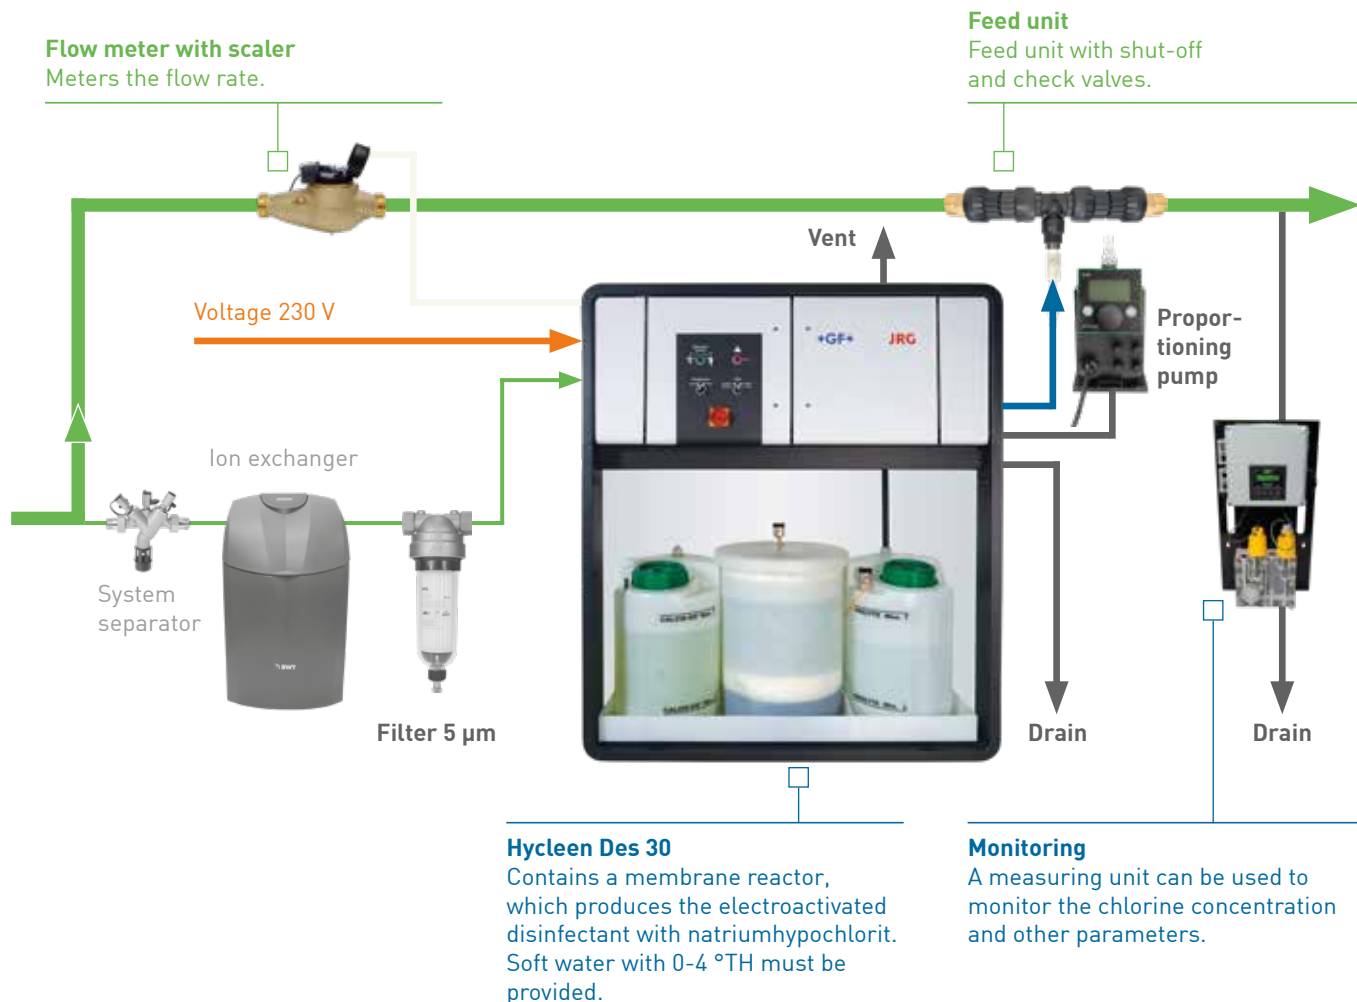 Flow meter with scaler
Meters the flow rate.
Feed unit
Feed unit with shut-off
and check valves.
Vent
Voltage 230 V
+GF+
JRG
Propor-
tioning
pump
Ion exchanger
System
separator
BWT
Filter 5 µm
Drain
Drain
Hycleen Des 30
Contains a membrane reactor,
which produces the electroactivated
disinfectant with natriumhypochlorit.
Soft water with 0-4 °TH must be
provided.
Monitoring
A measuring unit can be used to
monitor the chlorine concentration
and other parameters.